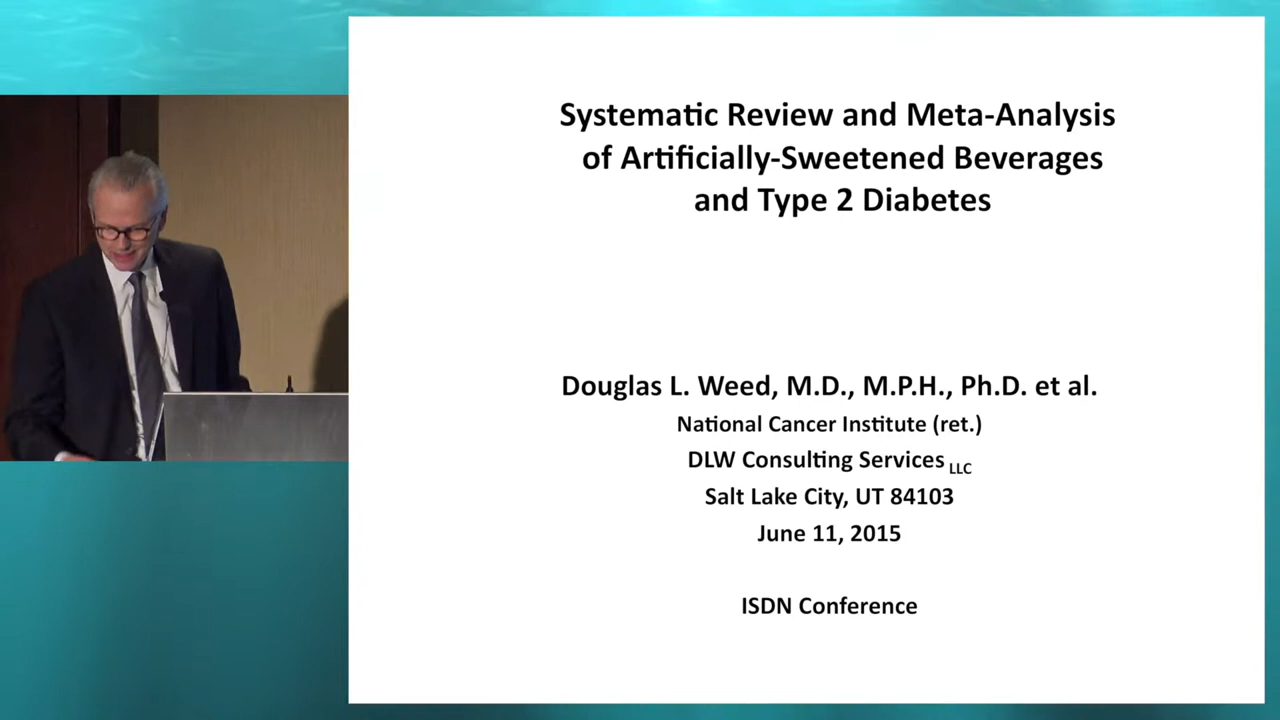 Systematic Review and Meta-Analysis
of Artificially-Sweetened Beverages
and Type 2 Diabetes
Douglas L. Weed, M.D., M.P.H., Ph.D. et al.
National Cancer Institute (ret.)
DLW Consulting Services LLC
Salt Lake City, UT 84103
June 11, 2015
ISDN Conference